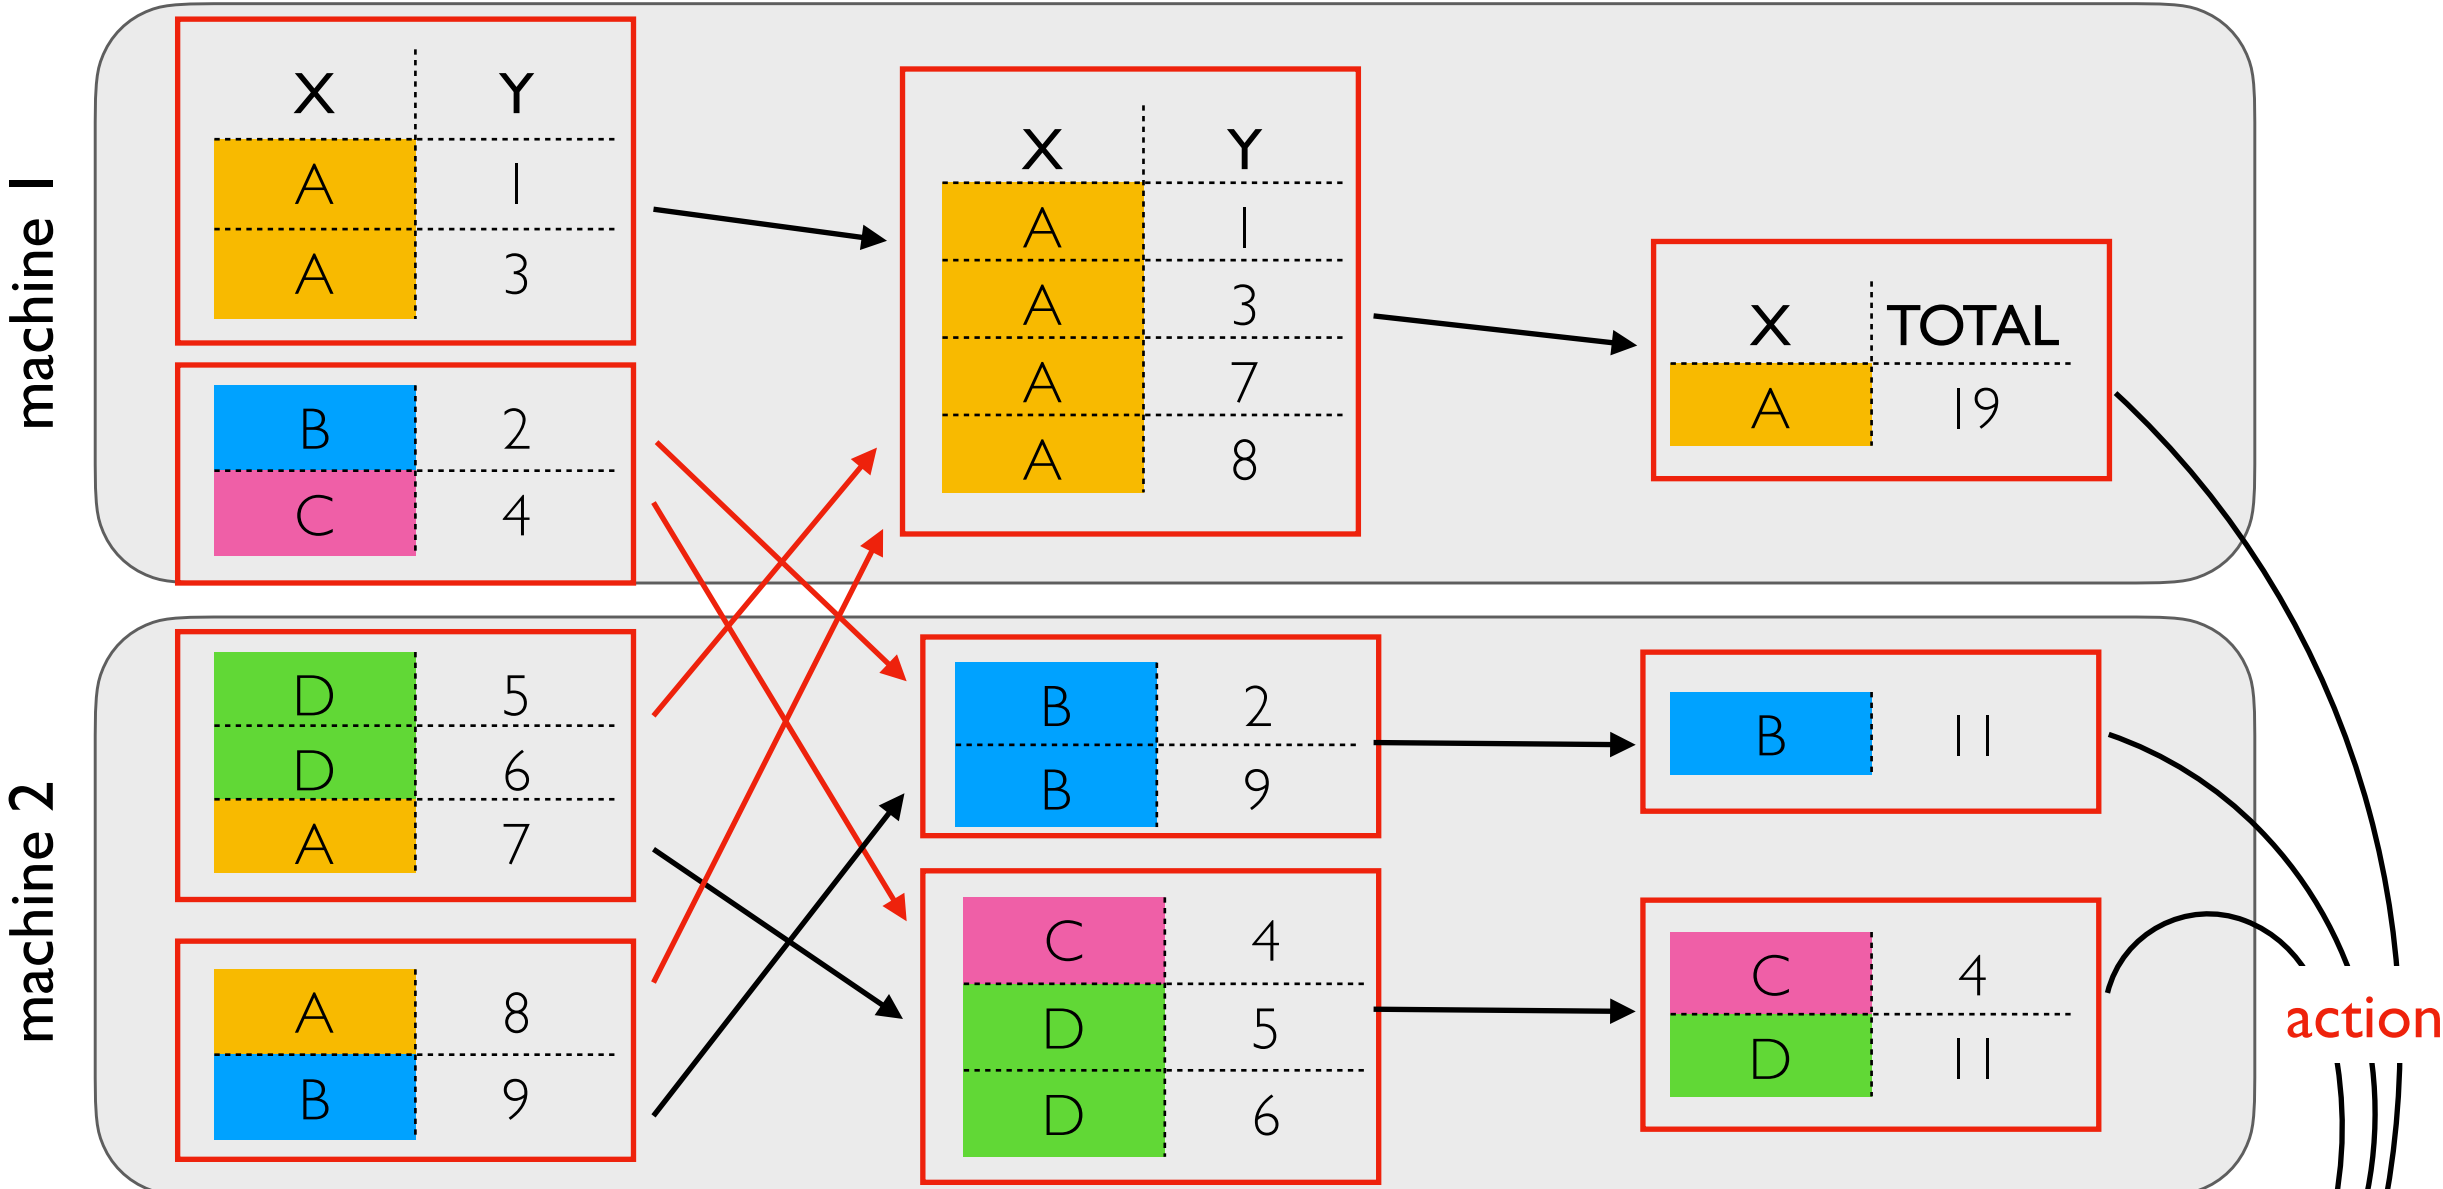 machine 1
X Y
A 1
A 3
B 2
C 4
X Y
A 1
A 3
A 7
A 8
X TOTAL
A 19
machine 2
D 5
D 6
A 7
A 8
B 9
B 2
B 9
C 4
D 5
D 6
B 11
C 4
D 11
action